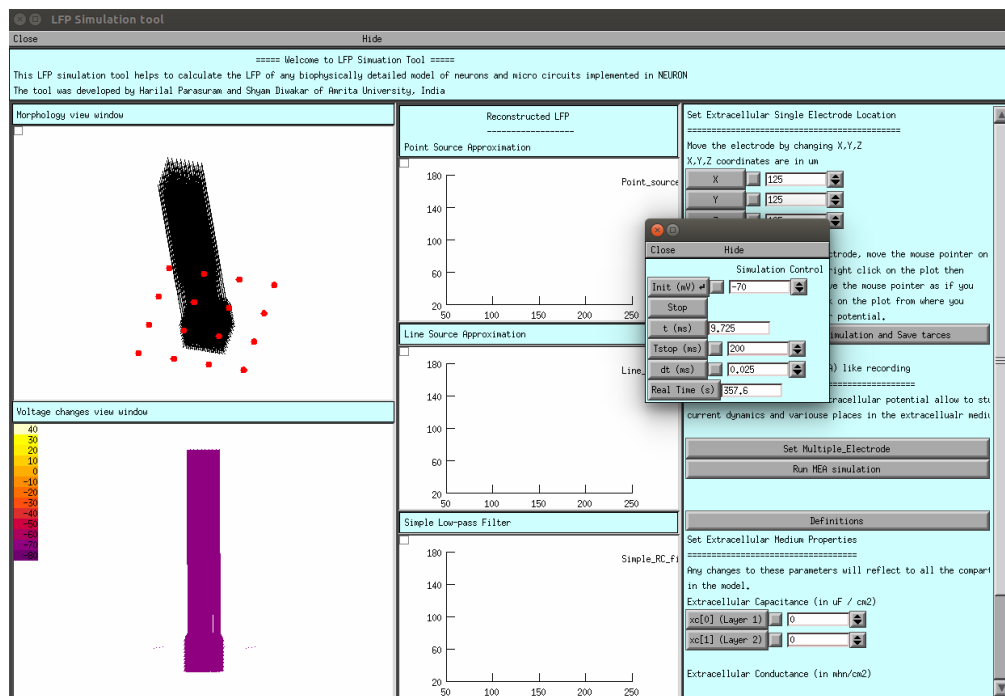 LFP Simulation tool
Close Hide
===== Welcome to LFP Simuation Tool =====
This LFP simulation tool helps to calculate the LFP of any biophysically detailed model of neurons and micro circuits implemented in NEURON
The tool was developed by Harilal Parasuram and Shyam Diwakar of Amrita University, India
Morphology view window
Voltage changes view window
40
30
20
10
0
-10
-20
-30
-40
-50
-60
-70
-80
Reconstructed LFP
------------------
Point Source Approximation
Point_source
180
140
100
60
20
50 100 150 200 250
Line Source Approximation
Line_
180
140
100
60
20
50 100 150 200 250
Simple Low-pass Filter
Simple_RC_fi
180
140
100
60
20
50 100 150 200 250
Set Extracellular Single Electrode Location
==========================================
Move the electrode by changing X,Y,Z
X,Y,Z coordinates are in um
X 125
Y 125
trode, move the mouse pointer on
right click on the plot then
ve the mouse pointer as if you
k on the plot from where you
r potential.
imulation and Save tarces
A) like recording
racellular potential allow to stu
current dynamics and variouse places in the extracellualr mediu
Set Multiple_Electrode
Run MEA simulation
Definitions
Set Extracellular Medium Properties
==================================
Any changes to these parameters will reflect to all the compart
in the model.
Extracellular Capacitance (in uF / cm2)
xc[0] (Layer 1) 0
xc[1] (Layer 2) 0
Extracellular Conductance (in mhn/cm2)
Close Hide
Simulation Control
Init (mV) -70
Stop
t (ms) 9.725
Tstop (ms) 200
dt (ms) 0.025
Real Time (s) 357.6